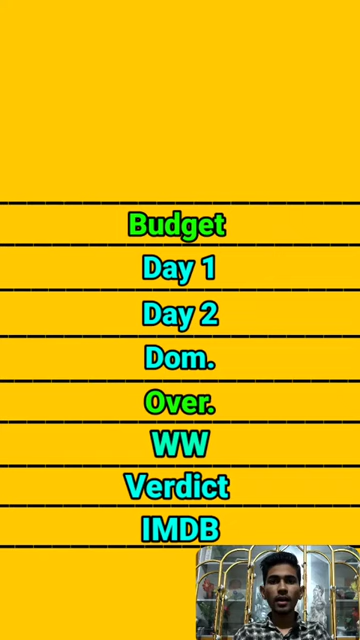 Budget
Day 1
Day 2
Dom.
Over.
WW
Verdict
IMDB